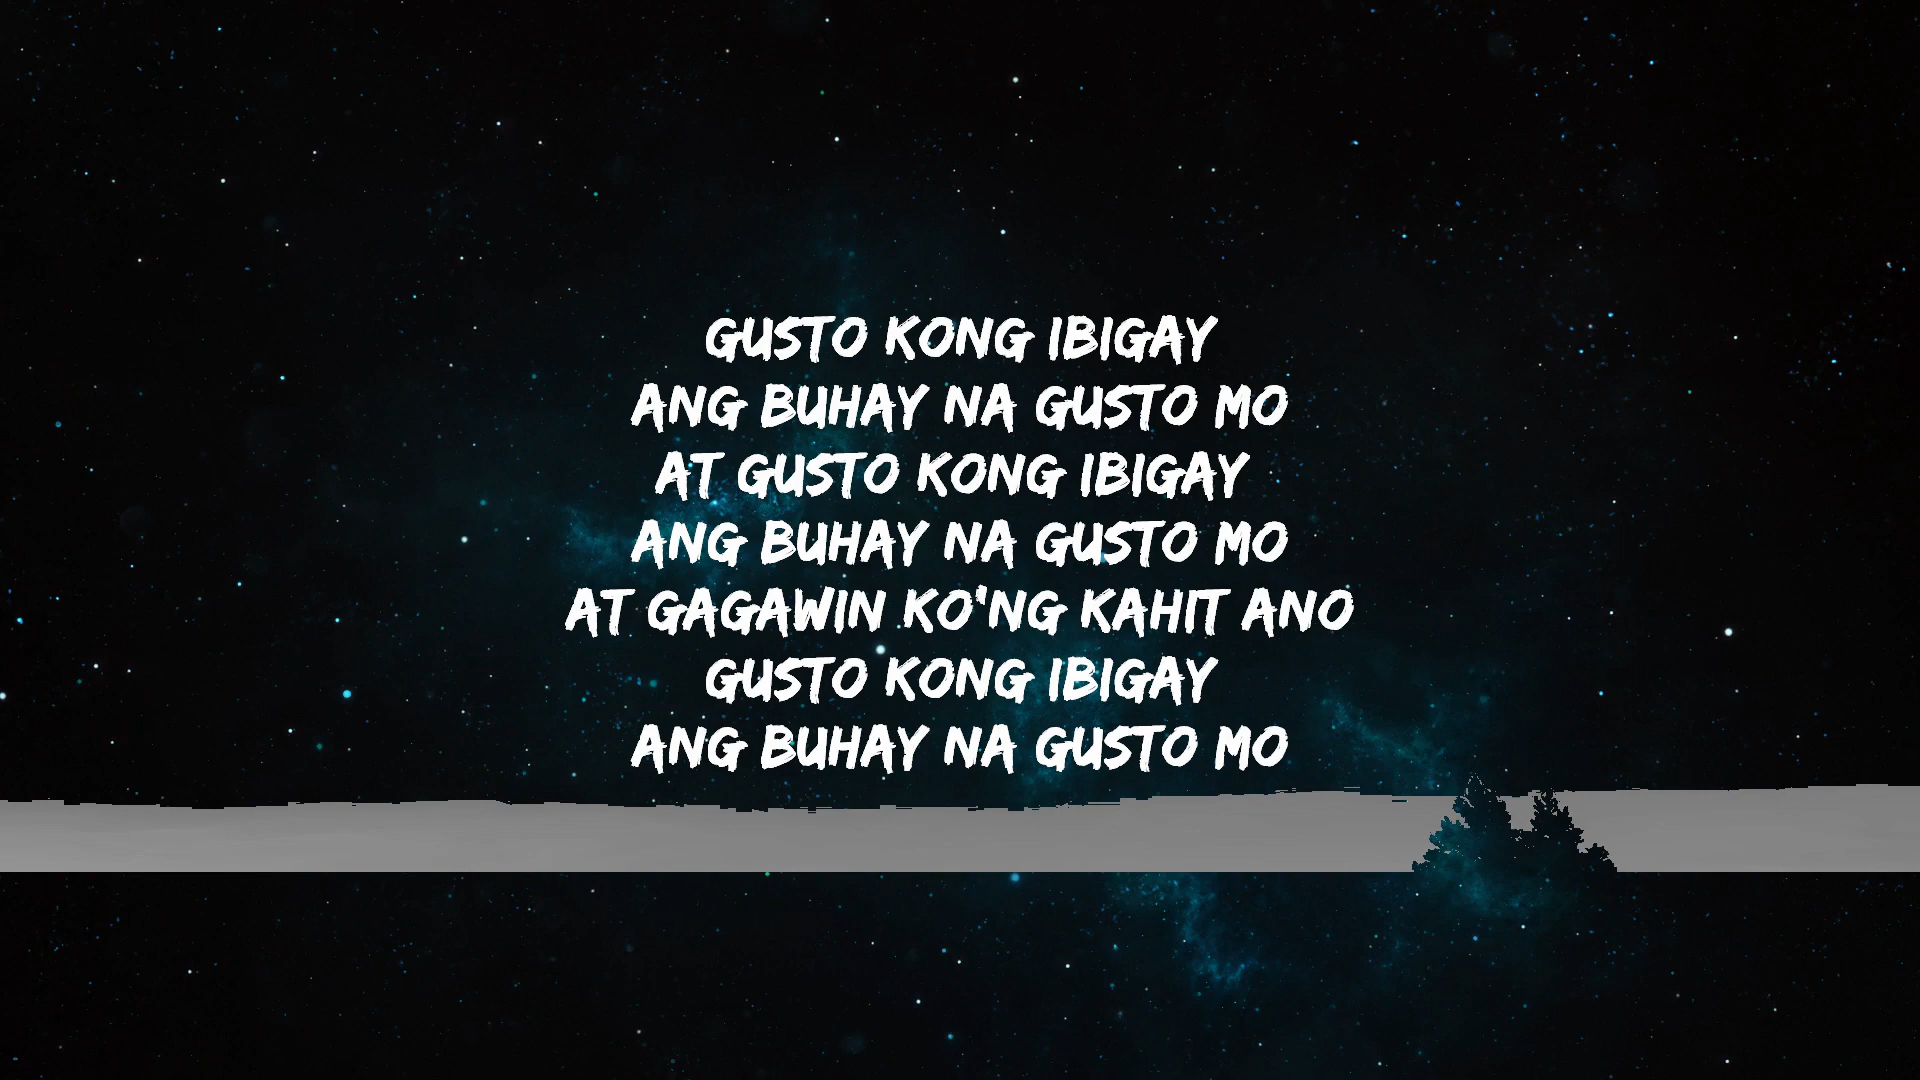 GUSTO KONG IBIGAY
ANG BUHAY NA GUSTO MO
AT GUSTO KONG IBIGAY
ANG BUHAY NA GUSTO MO
AT GAGAWIN KO'NG KAHIT ANO
GUSTO KONG IBIGAY
ANG BUHAY NA GUSTO MO